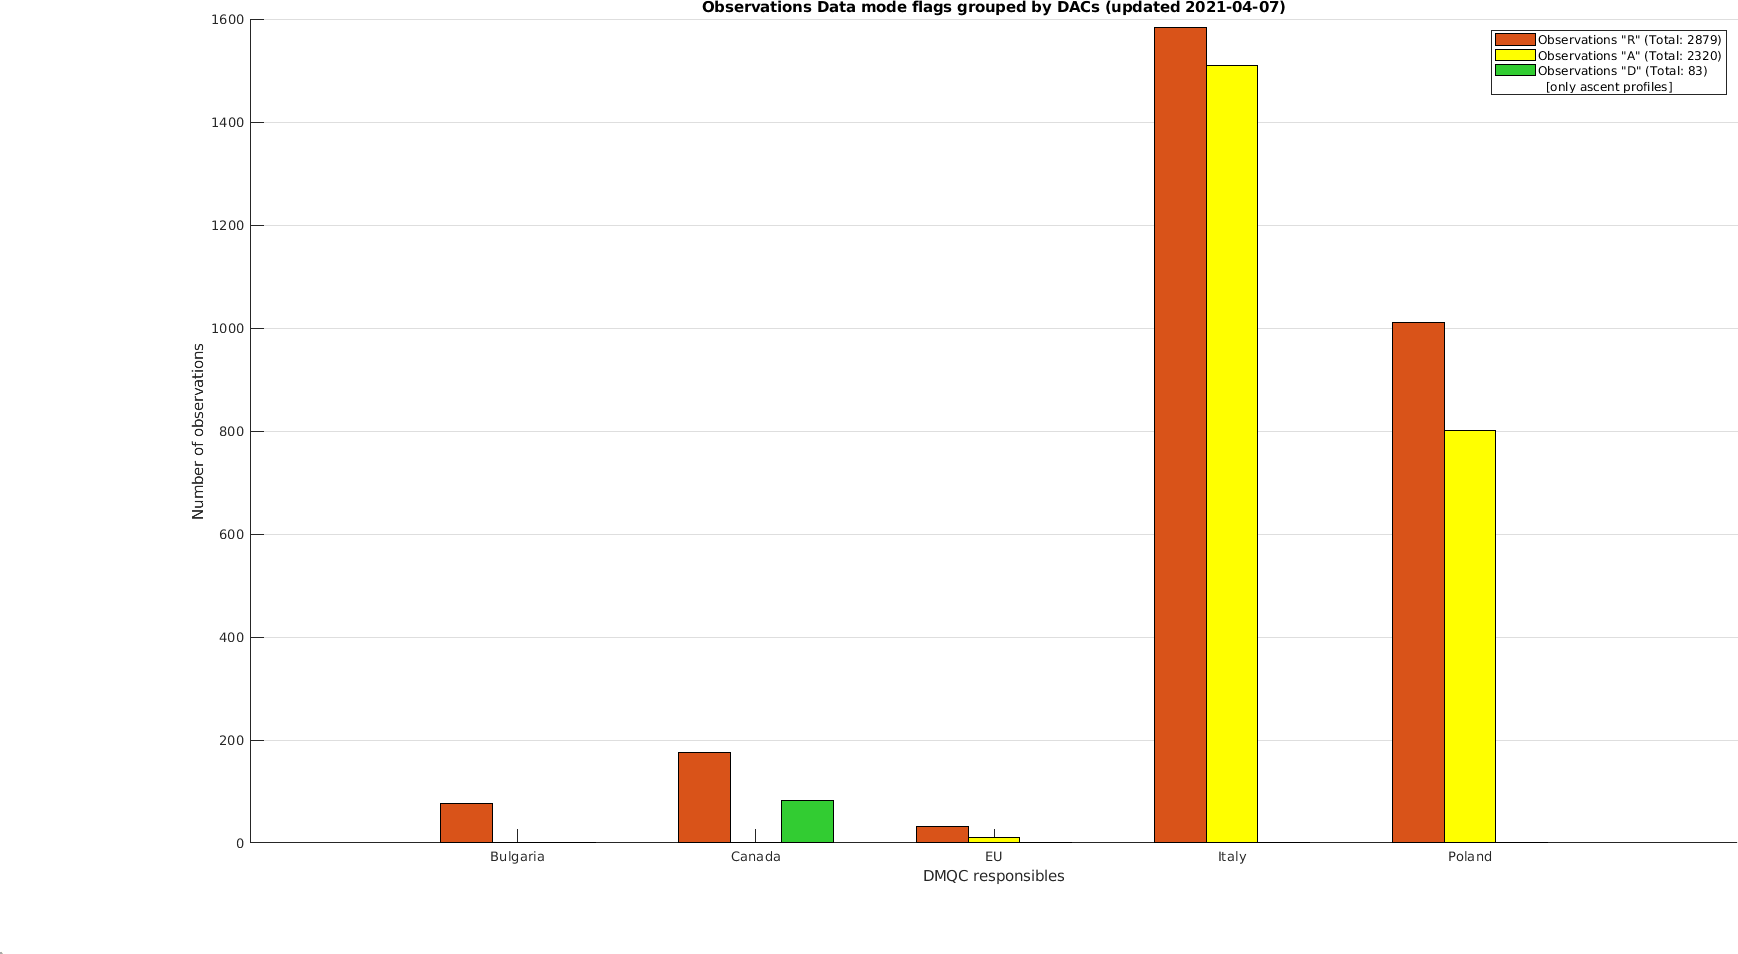 Observations Data mode flags grouped by DACs (updated 2021-04-07)
Observations "R" (Total: 2879)
Observations "A" (Total: 2320)
Observations "D" (Total: 83)
[only ascent profiles]
1600
1400
1200
1000
800
600
400
200
0
Number of observations
Bulgaria
Canada
EU
Italy
Poland
DMQC responsibles